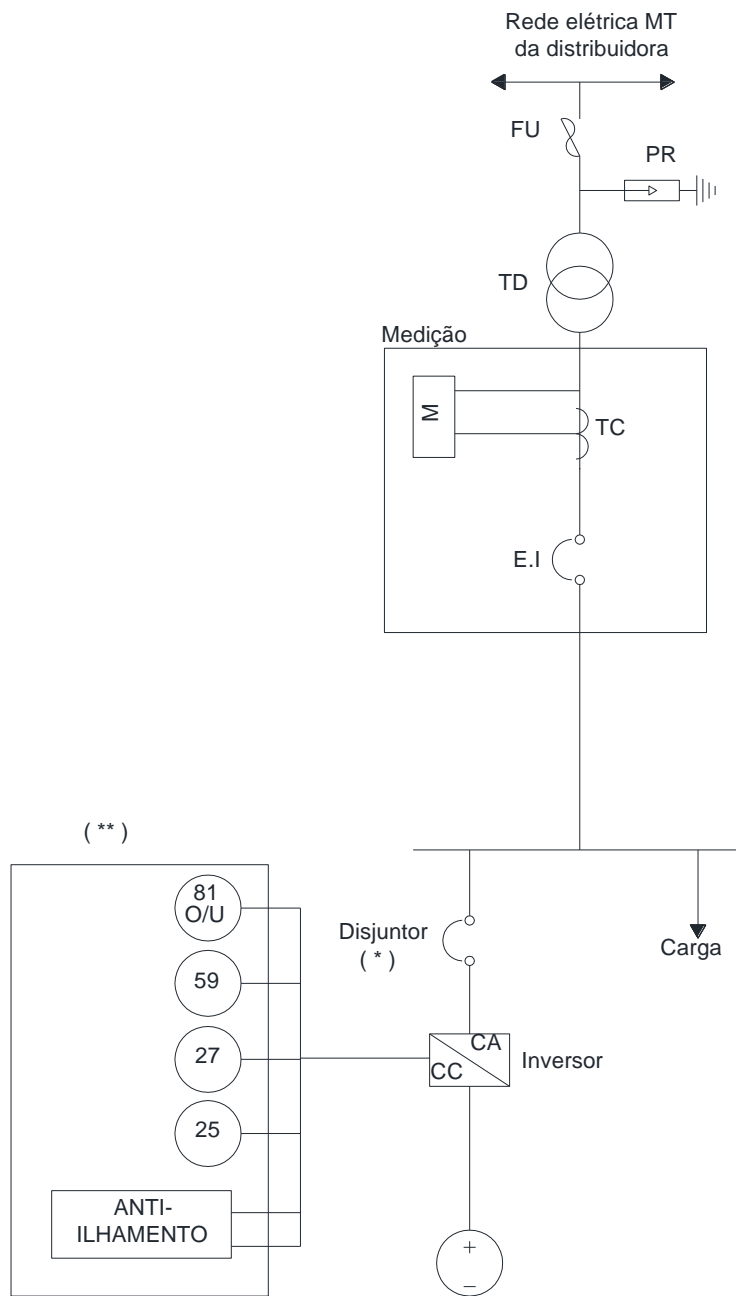 Rede elétrica MT
da distribuidora
FU
PR
TD
Medição
M
TC
E.I
( ** )
81
O/U
59
27
25
ANTI-
ILHAMENTO
Disjuntor
( * )
Carga
CA
CC
Inversor
+
–